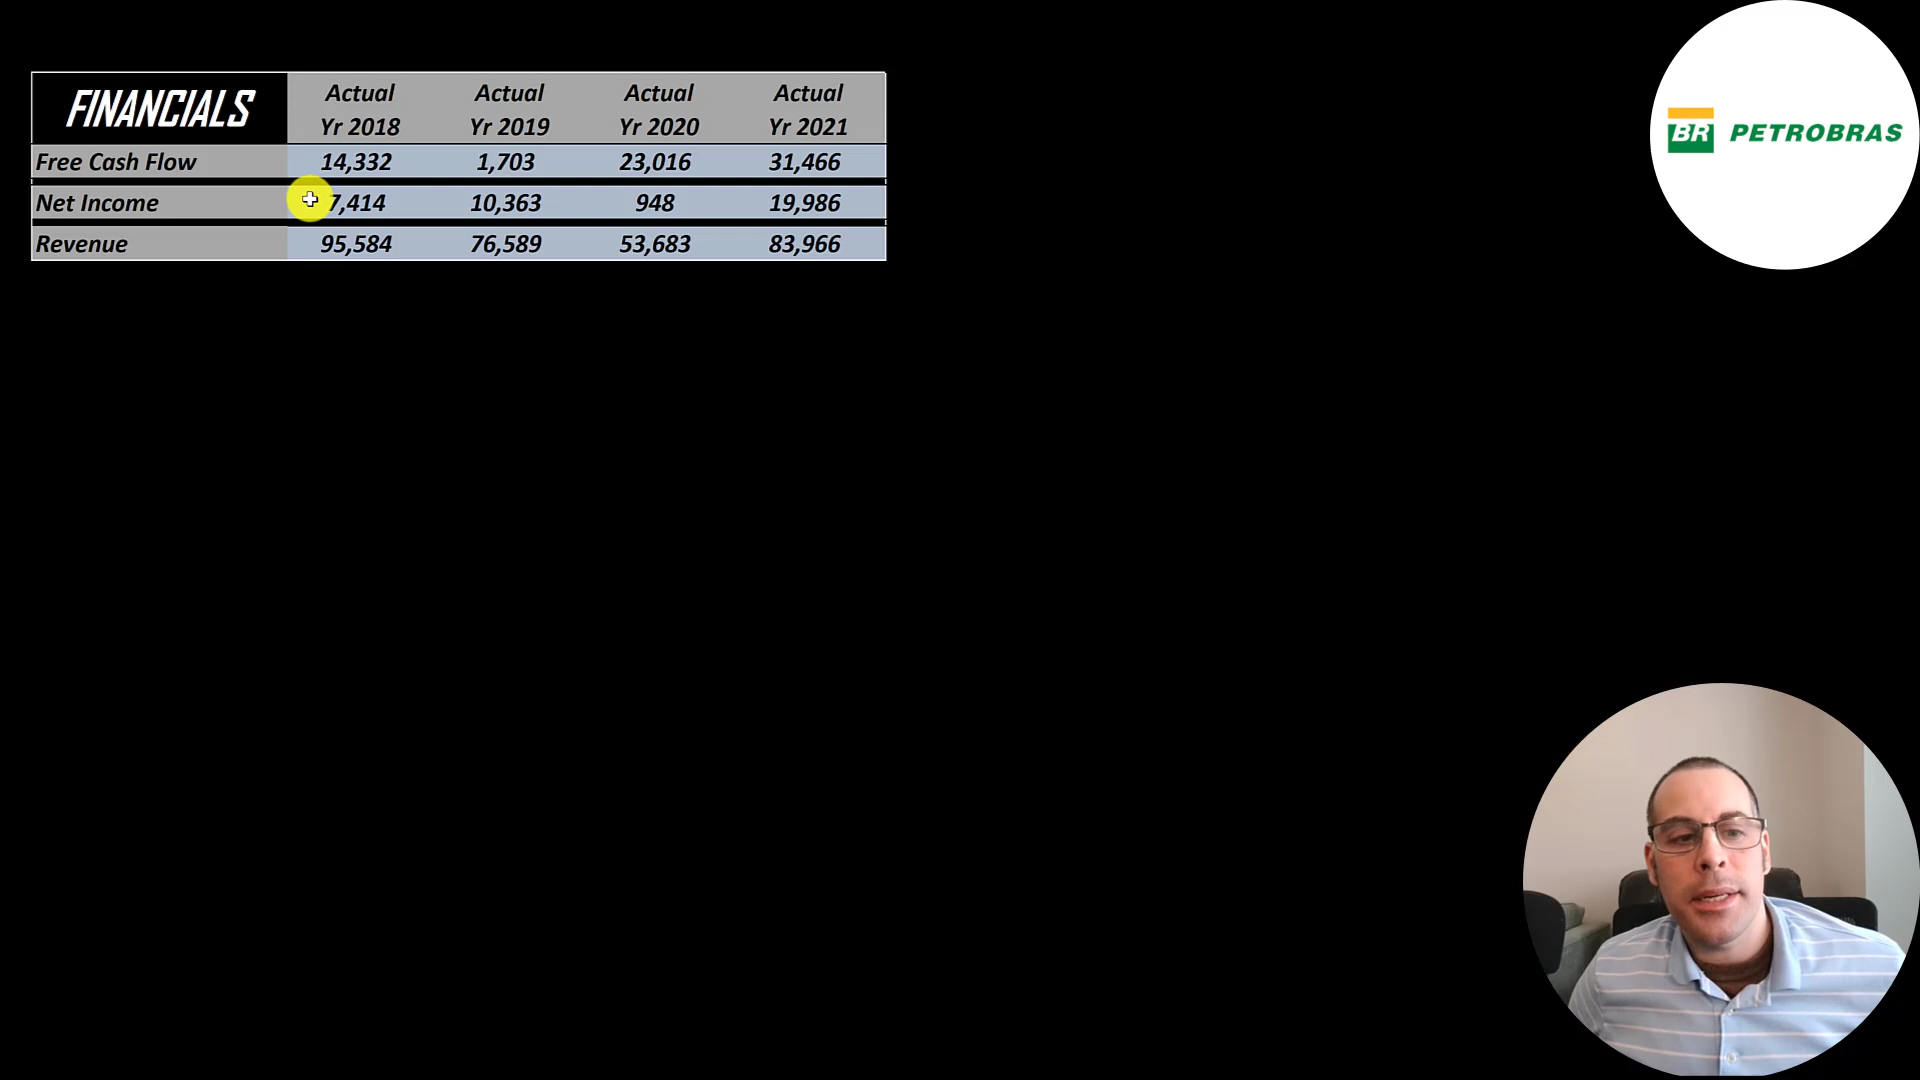 FINANCIALS
Actual Actual Actual Actual
Yr 2018 Yr 2019 Yr 2020 Yr 2021
Free Cash Flow 14,332 1,703 23,016 31,466
Net Income 7,414 10,363 948 19,986
Revenue 95,584 76,589 53,683 83,966
BR PETROBRAS